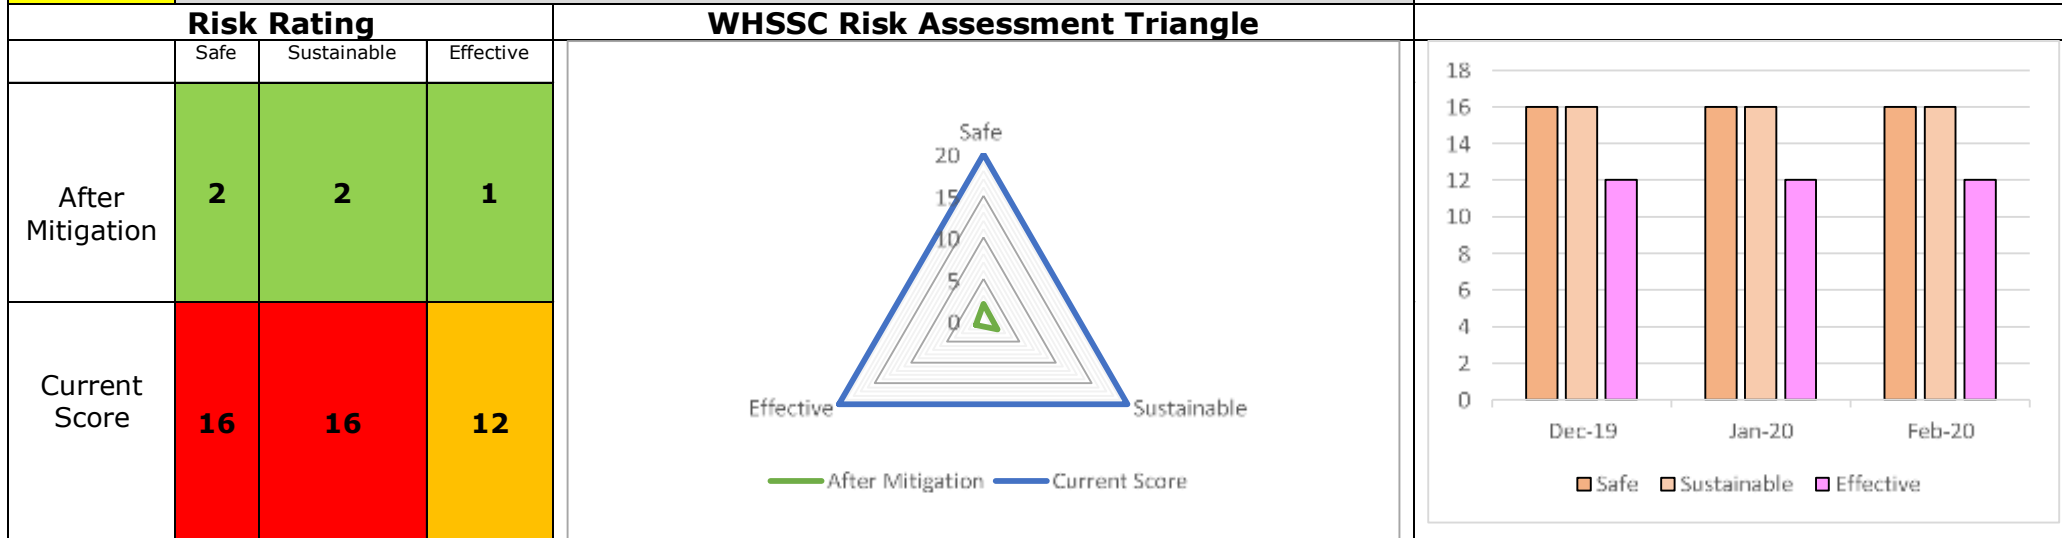 Risk Rating
WHSSC Risk Assessment Triangle
Safe Sustainable Effective
After
Mitigation
2 2 1
Current
Score
16 16 12
Safe
20
15
10
5
0
Effective
Sustainable
After Mitigation Current Score
18
16
14
12
10
8
6
4
2
0
Dec-19 Jan-20 Feb-20
Safe Sustainable Effective